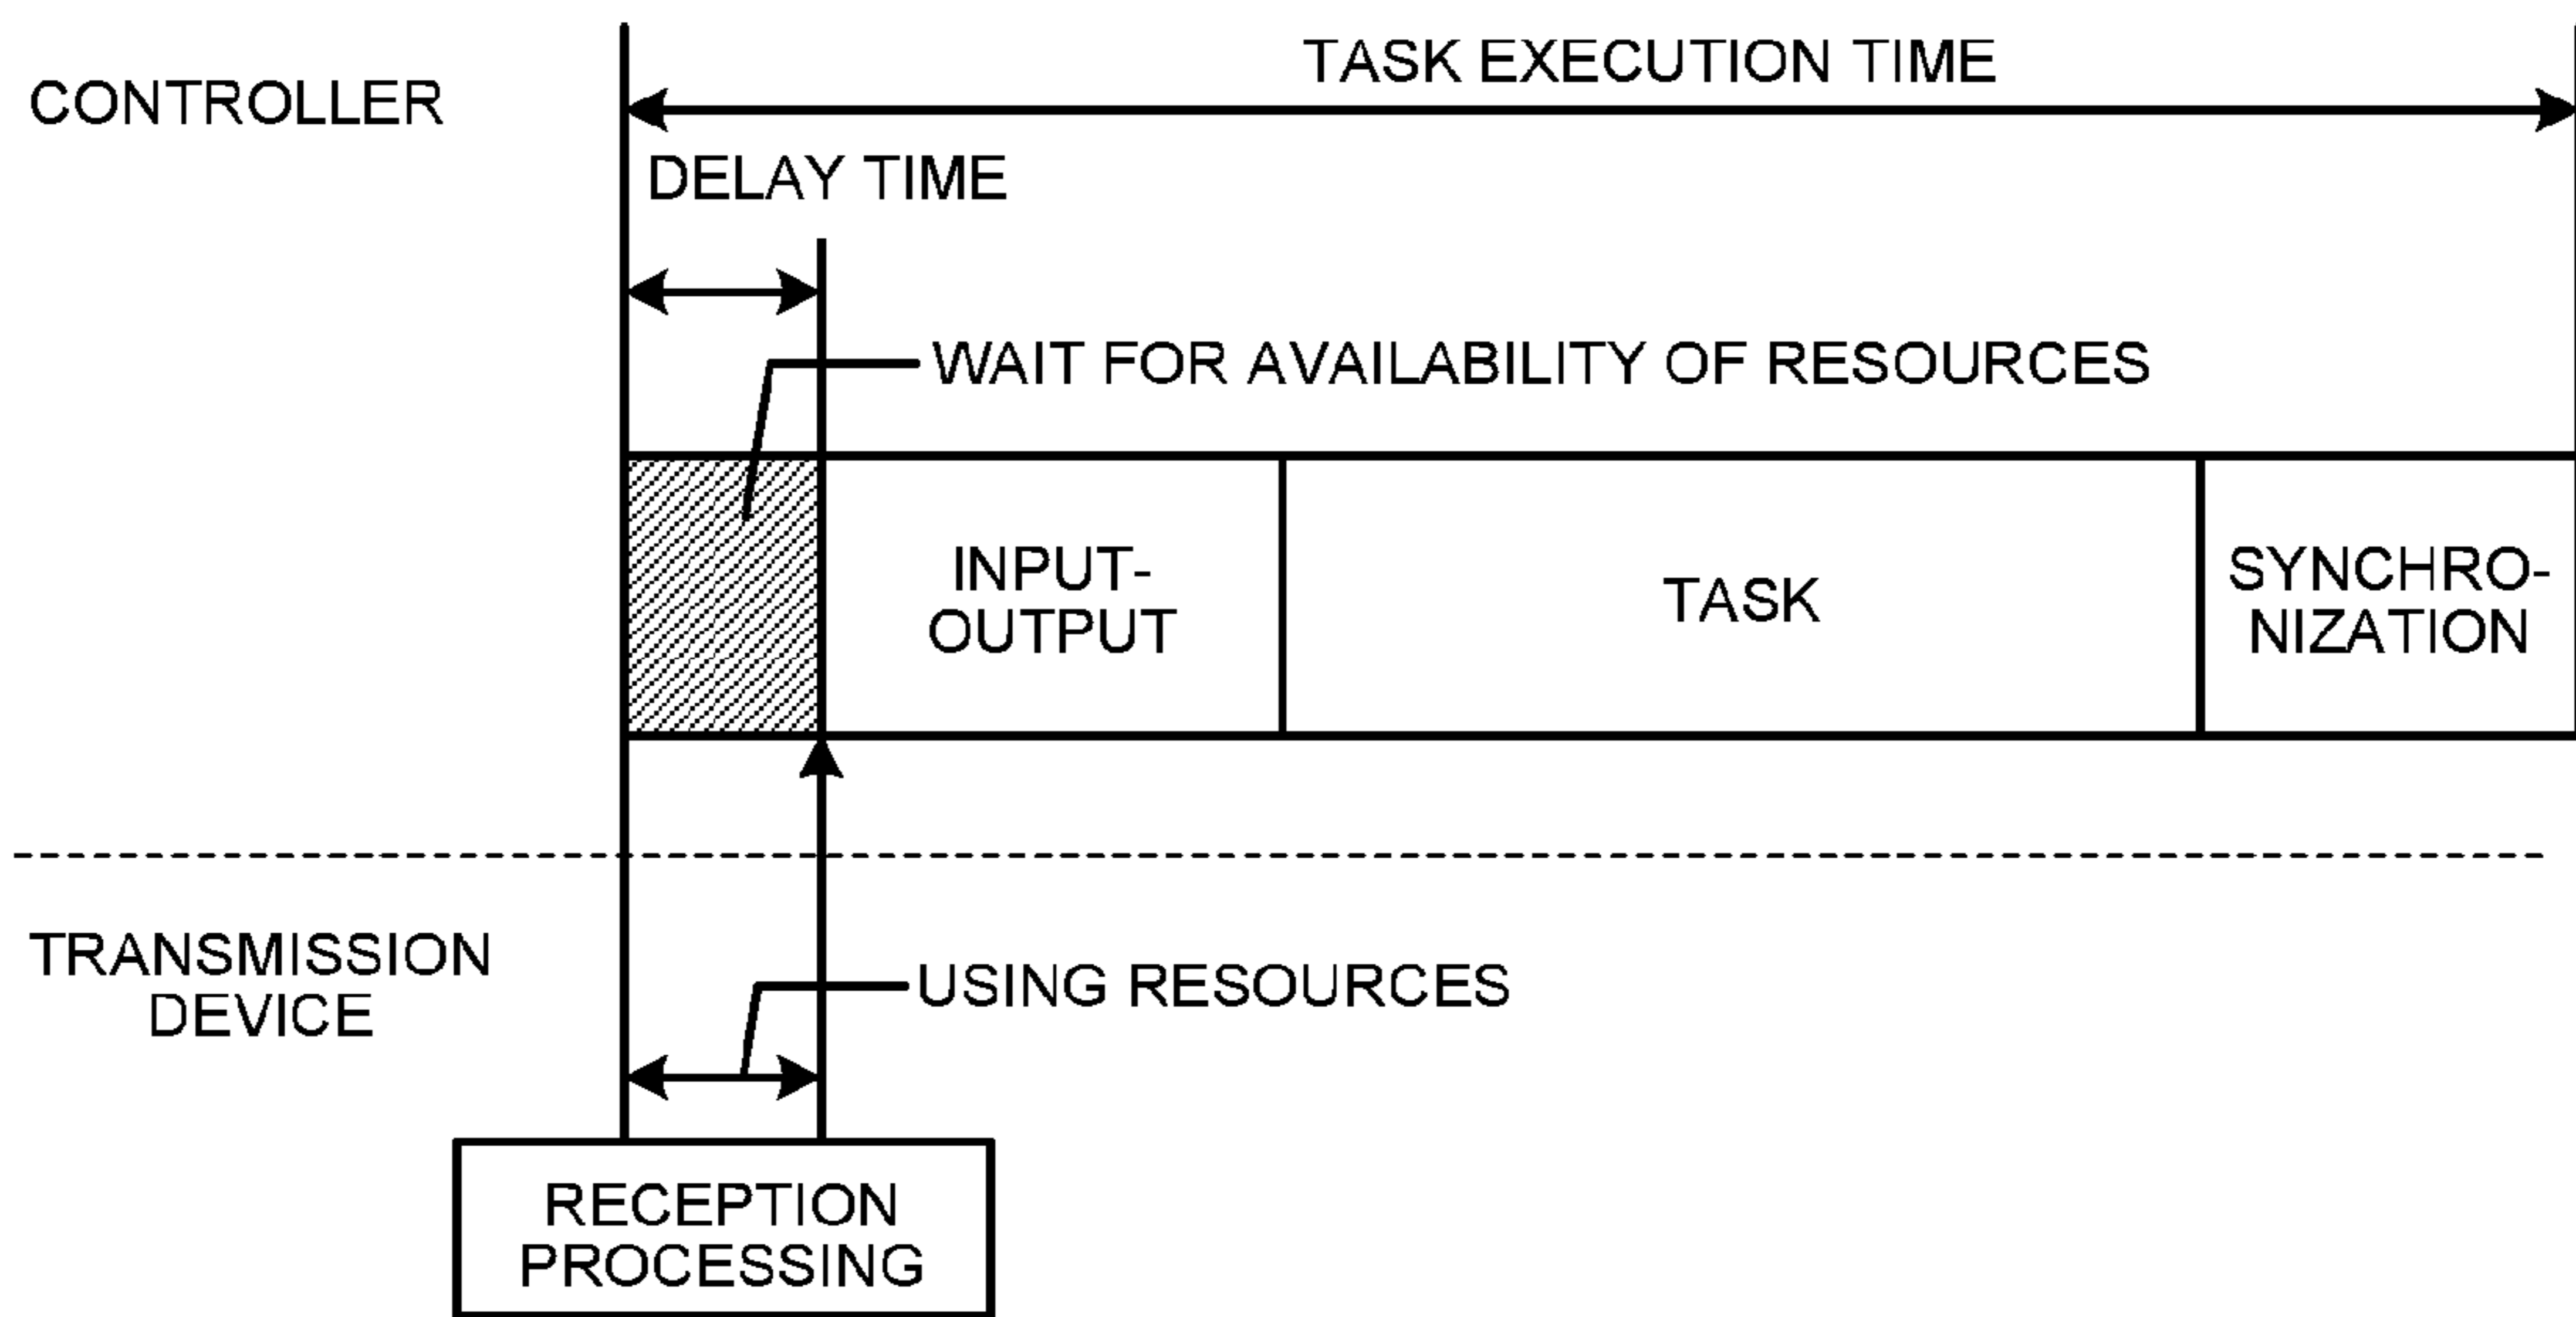 TASK EXECUTION TIME
CONTROLLER
DELAY TIME
WAIT FOR AVAILABILITY OF RESOURCES
INPUT-
OUTPUT
TASK
SYNCHRO-
NIZATION
TRANSMISSION
DEVICE
USING RESOURCES
RECEPTION
PROCESSING